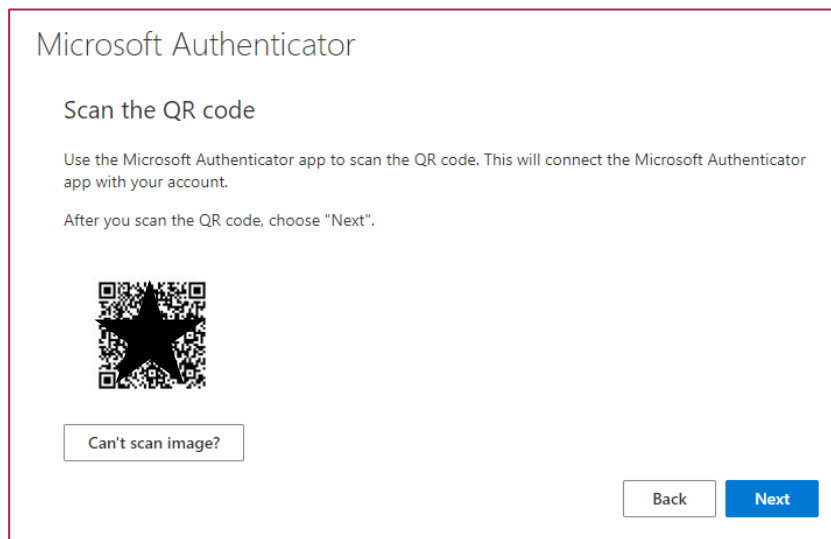 Microsoft Authenticator
Scan the QR code
Use the Microsoft Authenticator app to scan the QR code. This will connect the Microsoft Authenticator
app with your account.
After you scan the QR code, choose "Next".
Can't scan image?
Back
Next